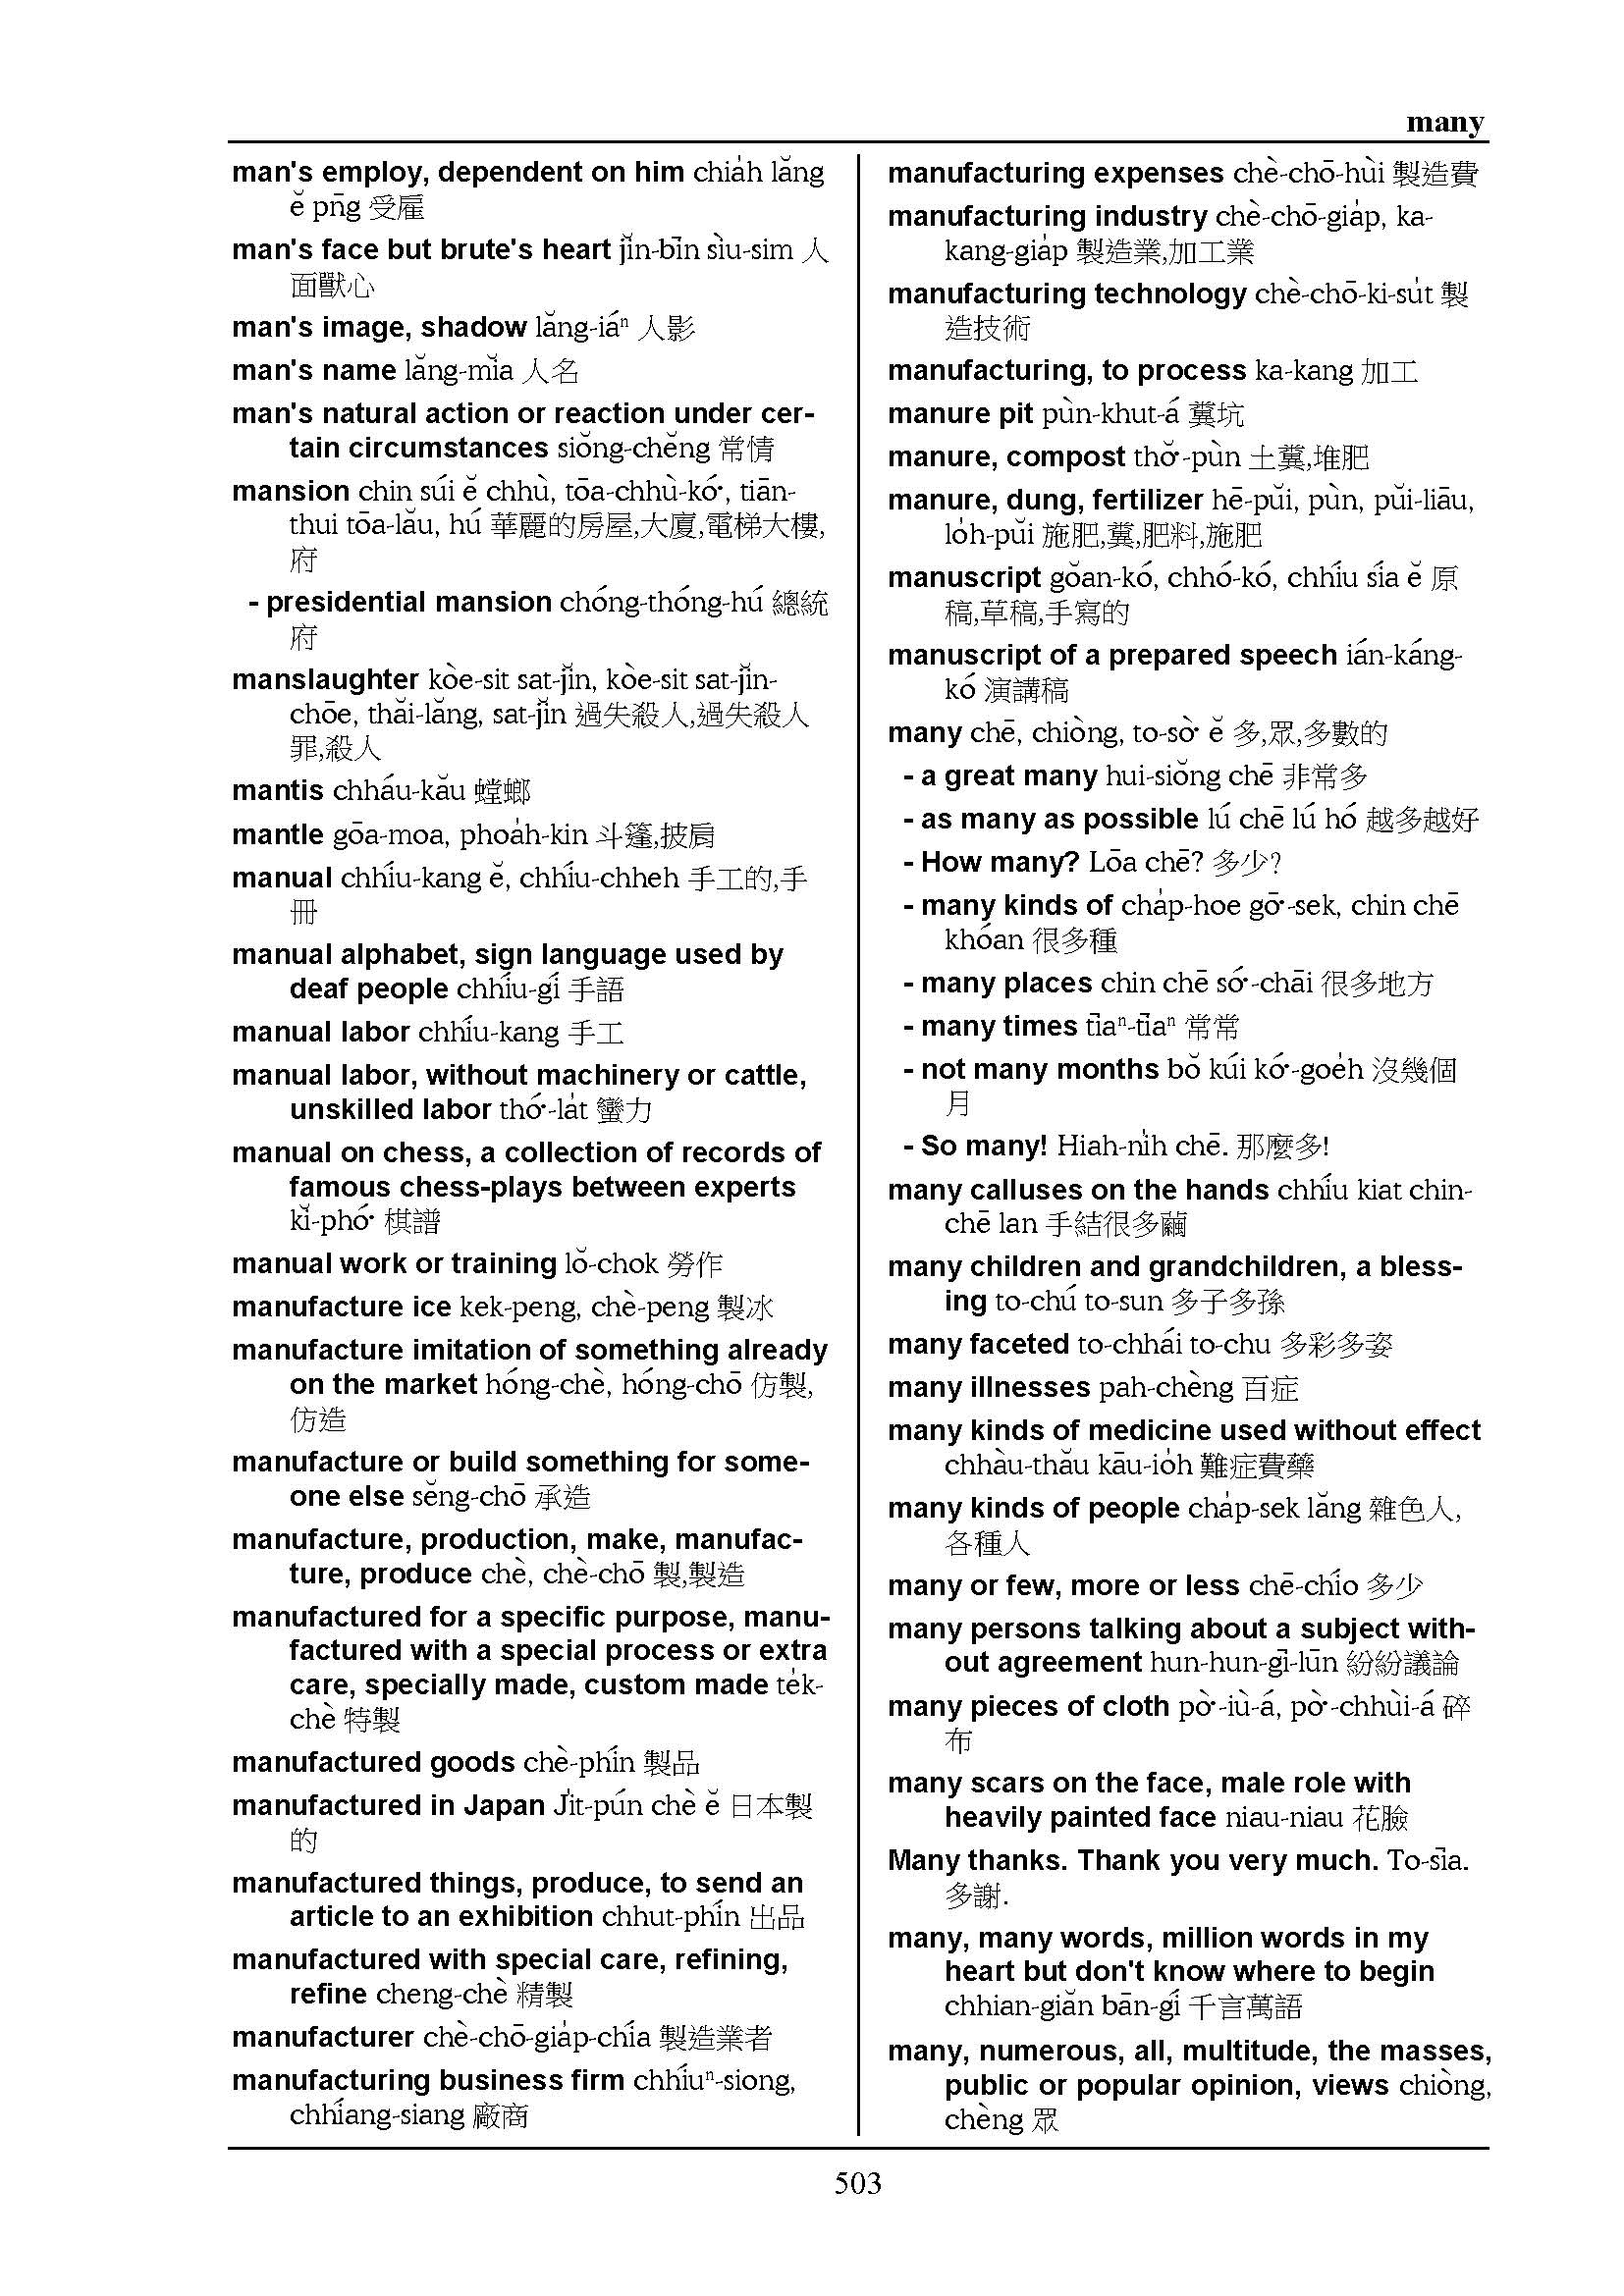 many
man's employ, dependent on him chia̍h lăng
ĕ pn̄g 受雇
man's face but brute's heart jĭn-bīn sìu-sim 人
面獸心
man's image, shadow lăng-iáⁿ 人影
man's name lăng-mĭa 人名
man's natural action or reaction under cer-
tain circumstances siŏng-chĕng 常情
mansion chin súi ĕ chhù, tōa-chhù-kó͘, tiān-
thui tōa-lău, hú 華麗的房屋,大廈,電梯大樓,
府
- presidential mansion chóng-thóng-hú 總統
府
manslaughter kòe-sit sat-jĭn, kòe-sit sat-jĭn-
chōe, thăi-lăng, sat-jĭn 過失殺人,過失殺人
罪,殺人
mantis chháu-kău 螳螂
mantle gōa-moa, phoa̍h-kin 斗篷,披肩
manual chhíu-kang ĕ, chhíu-chheh 手工的,手
冊
manual alphabet, sign language used by
deaf people chhíu-gí 手語
manual labor chhíu-kang 手工
manual labor, without machinery or cattle,
unskilled labor thó͘-la̍t 蠻力
manual on chess, a collection of records of
famous chess-plays between experts
kĭ-phó͘ 棋譜
manual work or training lŏ-chok 勞作
manufacture ice kek-peng, chè-peng 製冰
manufacture imitation of something already
on the market hóng-chè, hóng-chō 仿製,
仿造
manufacture or build something for some-
one else sĕng-chō 承造
manufacture, production, make, manufac-
ture, produce chè, chè-chō 製,製造
manufactured for a specific purpose, manu-
factured with a special process or extra
care, specially made, custom made te̍k-
chè 特製
manufactured goods chè-phín 製品
manufactured in Japan Ji̍t-pún chè ĕ 日本製
的
manufactured things, produce, to send an
article to an exhibition chhut-phín 出品
manufactured with special care, refining,
refine cheng-chè 精製
manufacturer chè-chō-gia̍p-chía 製造業者
manufacturing business firm chhíuⁿ-siong,
chhíang-siang 廠商
manufacturing expenses chè-chō-hùi 製造費
manufacturing industry chè-chō-gia̍p, ka-
kang-gia̍p 製造業,加工業
manufacturing technology chè-chō-ki-su̍t 製
造技術
manufacturing, to process ka-kang 加工
manure pit pùn-khut-á 糞坑
manure, compost thŏ͘-pùn 土糞,堆肥
manure, dung, fertilizer hē-pŭi, pùn, pŭi-liāu,
lo̍h-pŭi 施肥,糞,肥料,施肥
manuscript gŏan-kó, chhó-kó, chhíu sía ĕ 原
稿,草稿,手寫的
manuscript of a prepared speech ián-káng-
kó 演講稿
many chē, chiòng, to-sò͘ ĕ 多,眾,多數的
- a great many hui-siŏng chē 非常多
- as many as possible lú chē lú hó 越多越好
- How many? Lōa chē? 多少?
- many kinds of cha̍p-hoe gō͘-sek, chin chē
khóan 很多種
- many places chin chē só͘-chāi 很多地方
- many times tīaⁿ-tīaⁿ 常常
- not many months bŏ kúi kó͘-goe̍h 沒幾個
月
- So many! Hiah-ni̍h chē. 那麼多!
many calluses on the hands chhíu kiat chin-
chē lan 手結很多繭
many children and grandchildren, a bless-
ing to-chú to-sun 多子多孫
many faceted to-chhái to-chu 多彩多姿
many illnesses pah-chèng 百症
many kinds of medicine used without effect
chhàu-thău kāu-io̍h 難症費藥
many kinds of people cha̍p-sek lăng 雜色人,
各種人
many or few, more or less chē-chío 多少
many persons talking about a subject with-
out agreement hun-hun-gī-lūn 紛紛議論
many pieces of cloth pò͘-iù-á, pò͘-chhùi-á 碎
布
many scars on the face, male role with
heavily painted face niau-niau 花臉
Many thanks. Thank you very much. To-sīa.
多謝.
many, many words, million words in my
heart but don't know where to begin
chhian-giăn bān-gí 千言萬語
many, numerous, all, multitude, the masses,
public or popular opinion, views chiòng,
chèng 眾
503